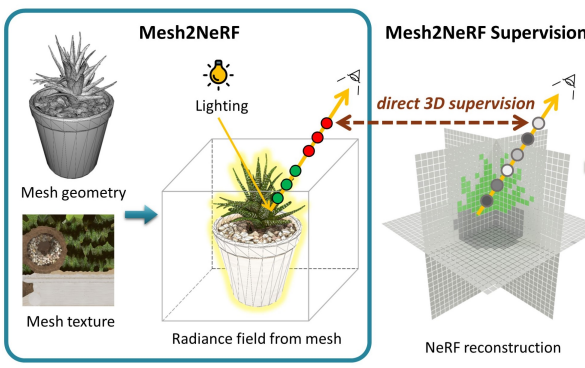 Mesh2NeRF
Mesh2NeRF Supervision
Lighting
direct 3D supervision
Mesh geometry
Mesh texture
Radiance field from mesh
NeRF reconstruction